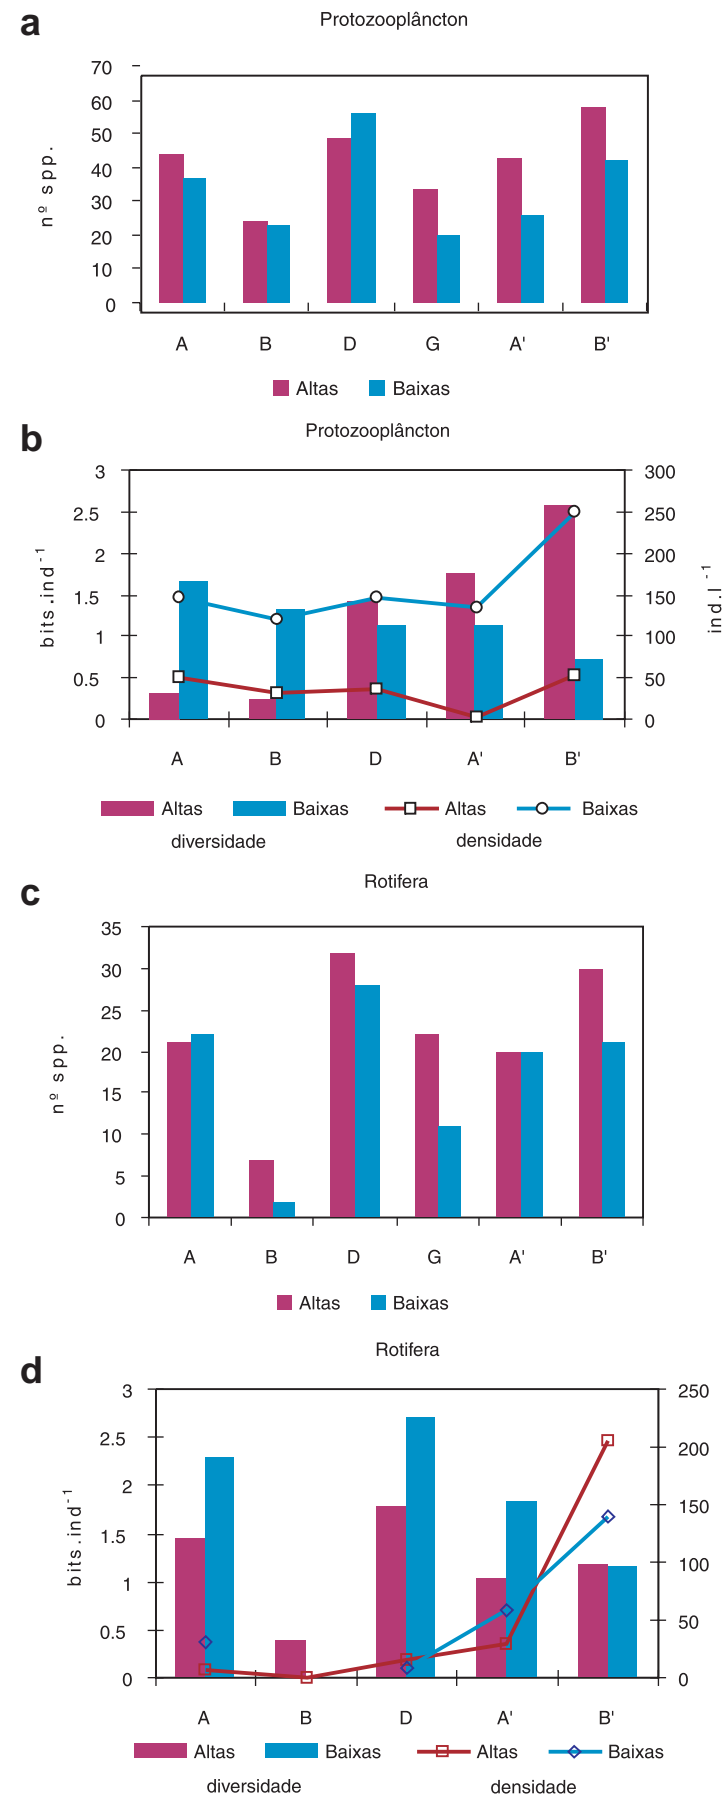 a
Protozooplâncton
70
60
50
40
30
20
10
0
nº spp.
A B D G A' B'
Altas Baixas
b
Protozooplâncton
3 300
2.5 250
2 200
1.5 150
1 100
0.5 50
0 0
bits.ind-1
ind.l-1
A B D A' B'
Altas Baixas Altas Baixas
diversidade densidade
c
Rotifera
35
30
25
20
15
10
5
0
nº spp.
A B D G A' B'
Altas Baixas
d
Rotifera
3 250
2.5 200
2 150
1.5 100
1 50
0.5 0
0
bits.ind-1
A B D A' B'
Altas Baixas Altas Baixas
diversidade densidade